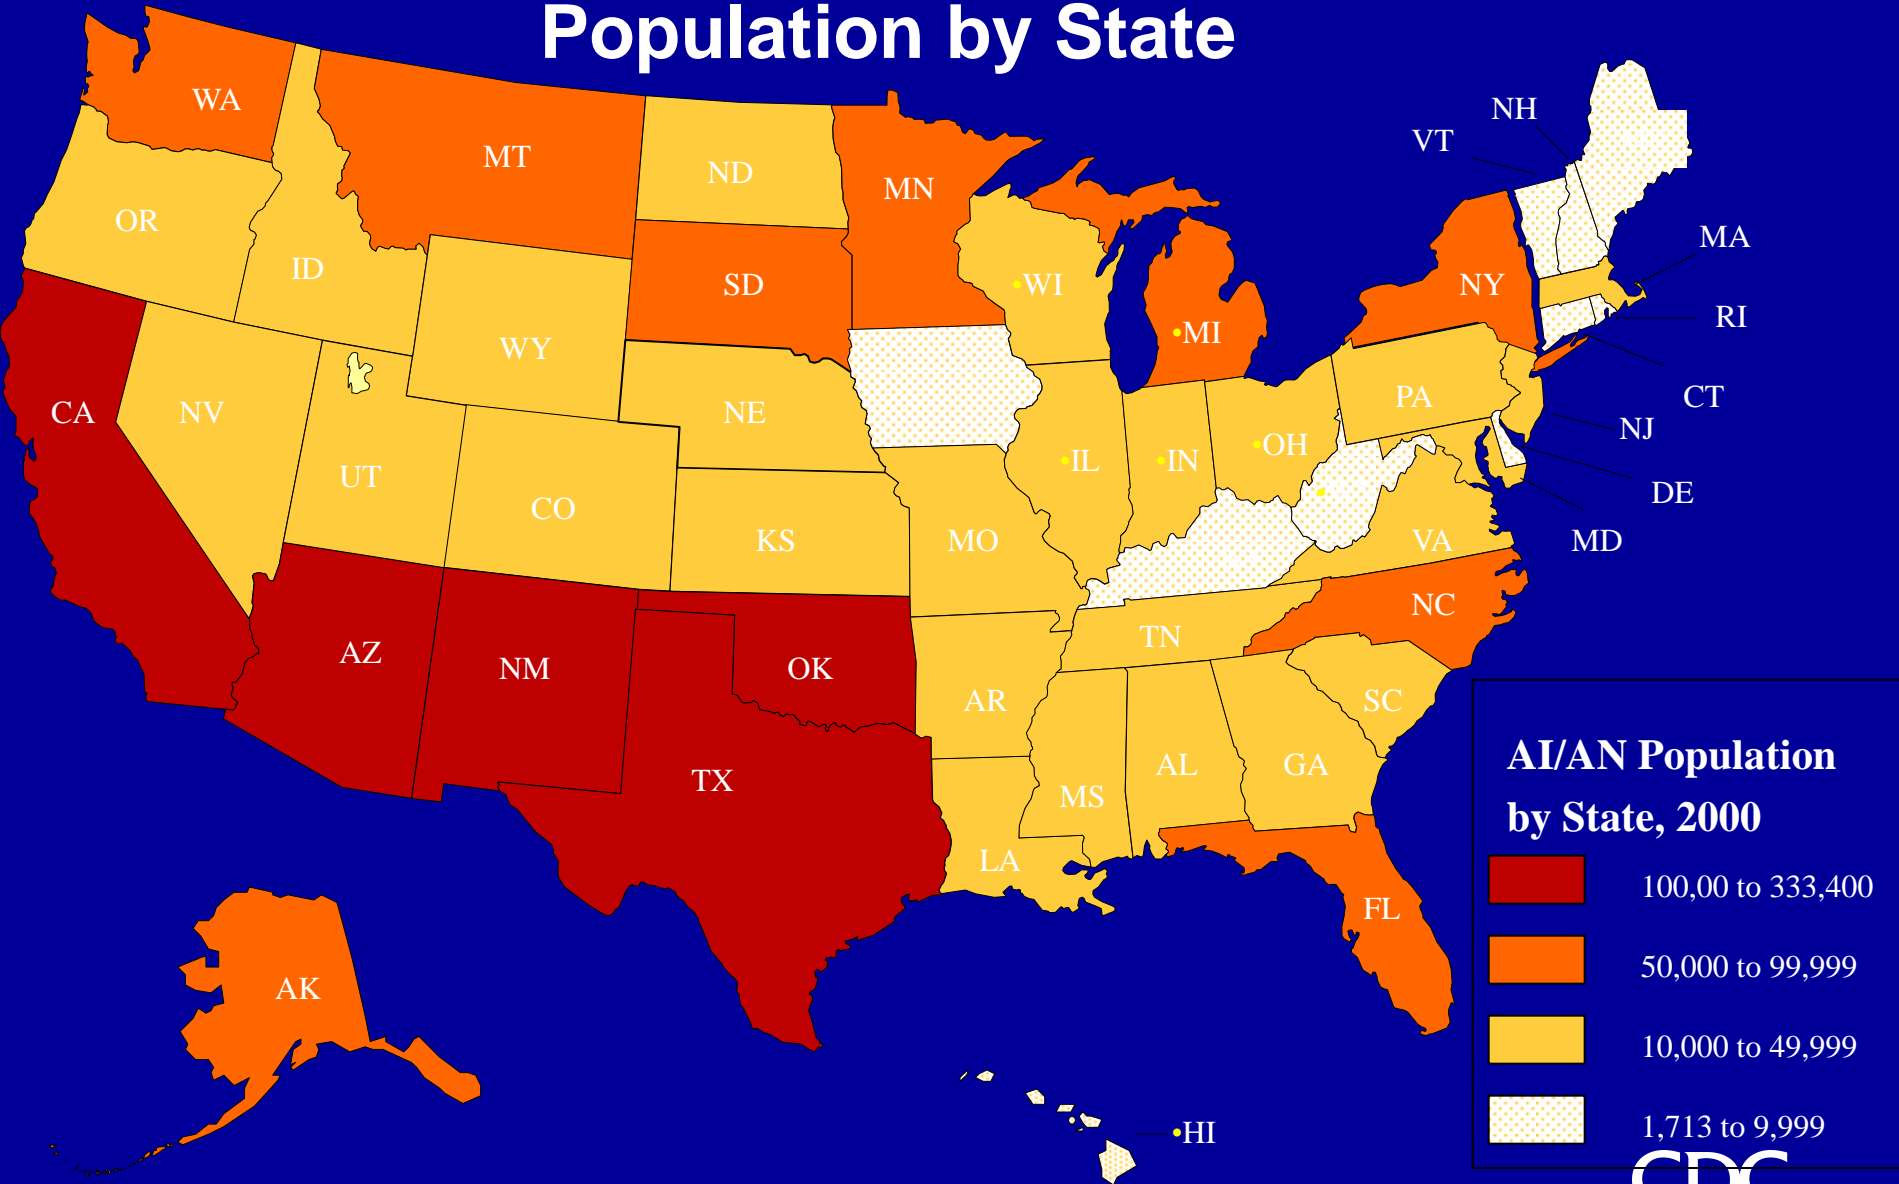 Population by State
WA
MT
ND
MN
NH
VT
OR
ID
SD
WI
MI
NY
MA
RI
WY
CA
NV
NE
PA
CT
NJ
UT
CO
IL
IN
OH
DE
KS
MO
VA
MD
AZ
NM
OK
TN
NC
AR
SC
TX
MS
AL
GA
LA
FL
AK
HI
AI/AN Population
by State, 2000
100,00 to 333,400
50,000 to 99,999
10,000 to 49,999
1,713 to 9,999
CDC